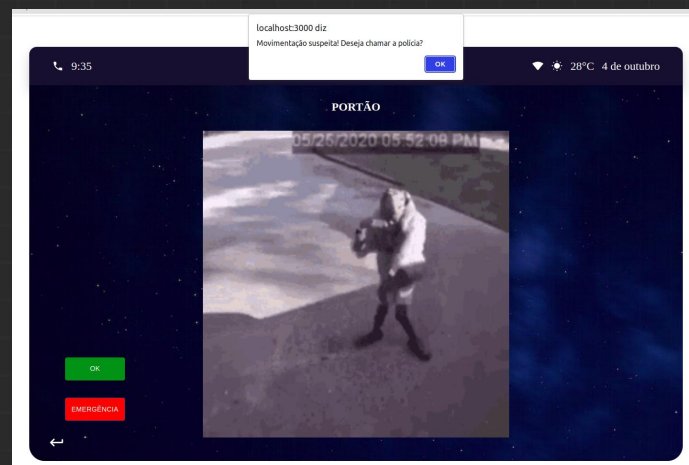 localhost:3000 diz
Movimentação suspeita! Deseja chamar a polícia?
OK
9:35
28°C 4 de outubro
PORTÃO
05/25/2020 05:52:09 PM
OK
EMERGÊNCIA